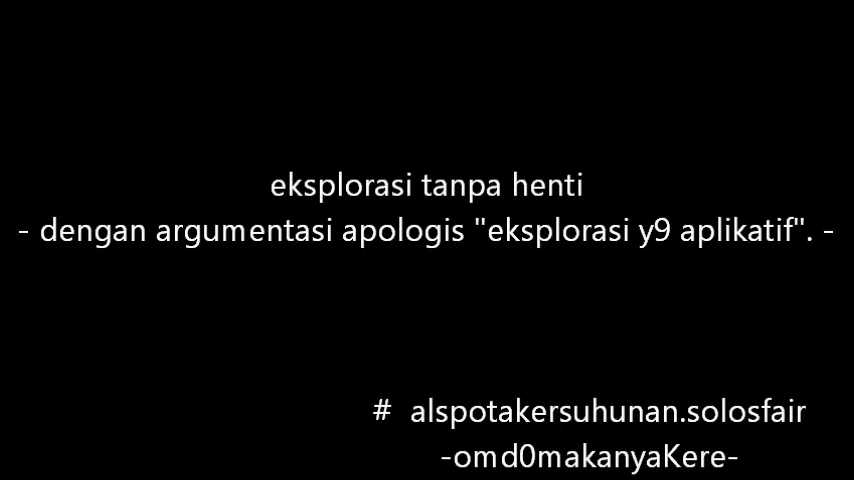 eksplorasi tanpa henti
- dengan argumentasi apologis "eksplorasi y9 aplikatif". -
# alspotakersuhunan.solosfair
-omd0makanyaKere-